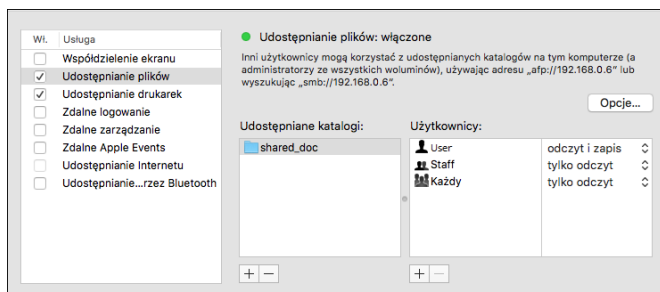 Wł. Usługa
Współdzielenie ekranu
Udostępnianie plików
Udostępnianie drukarek
Zdalne logowanie
Zdalne zarządzanie
Zdalne Apple Events
Udostępnianie Internetu
Udostępnianie...rzez Bluetooth
Udostępnianie plików: włączone
Inni użytkownicy mogą korzystać z udostępnianych katalogów na tym komputerze (a
administratorzy ze wszystkich woluminów), używając adresu „afp://192.168.0.6” lub
wyszukując „smb://192.168.0.6”.
Opcje...
Udostępniane katalogi: Użytkownicy:
shared_doc
User odczyt i zapis
Staff tylko odczyt
Każdy tylko odczyt